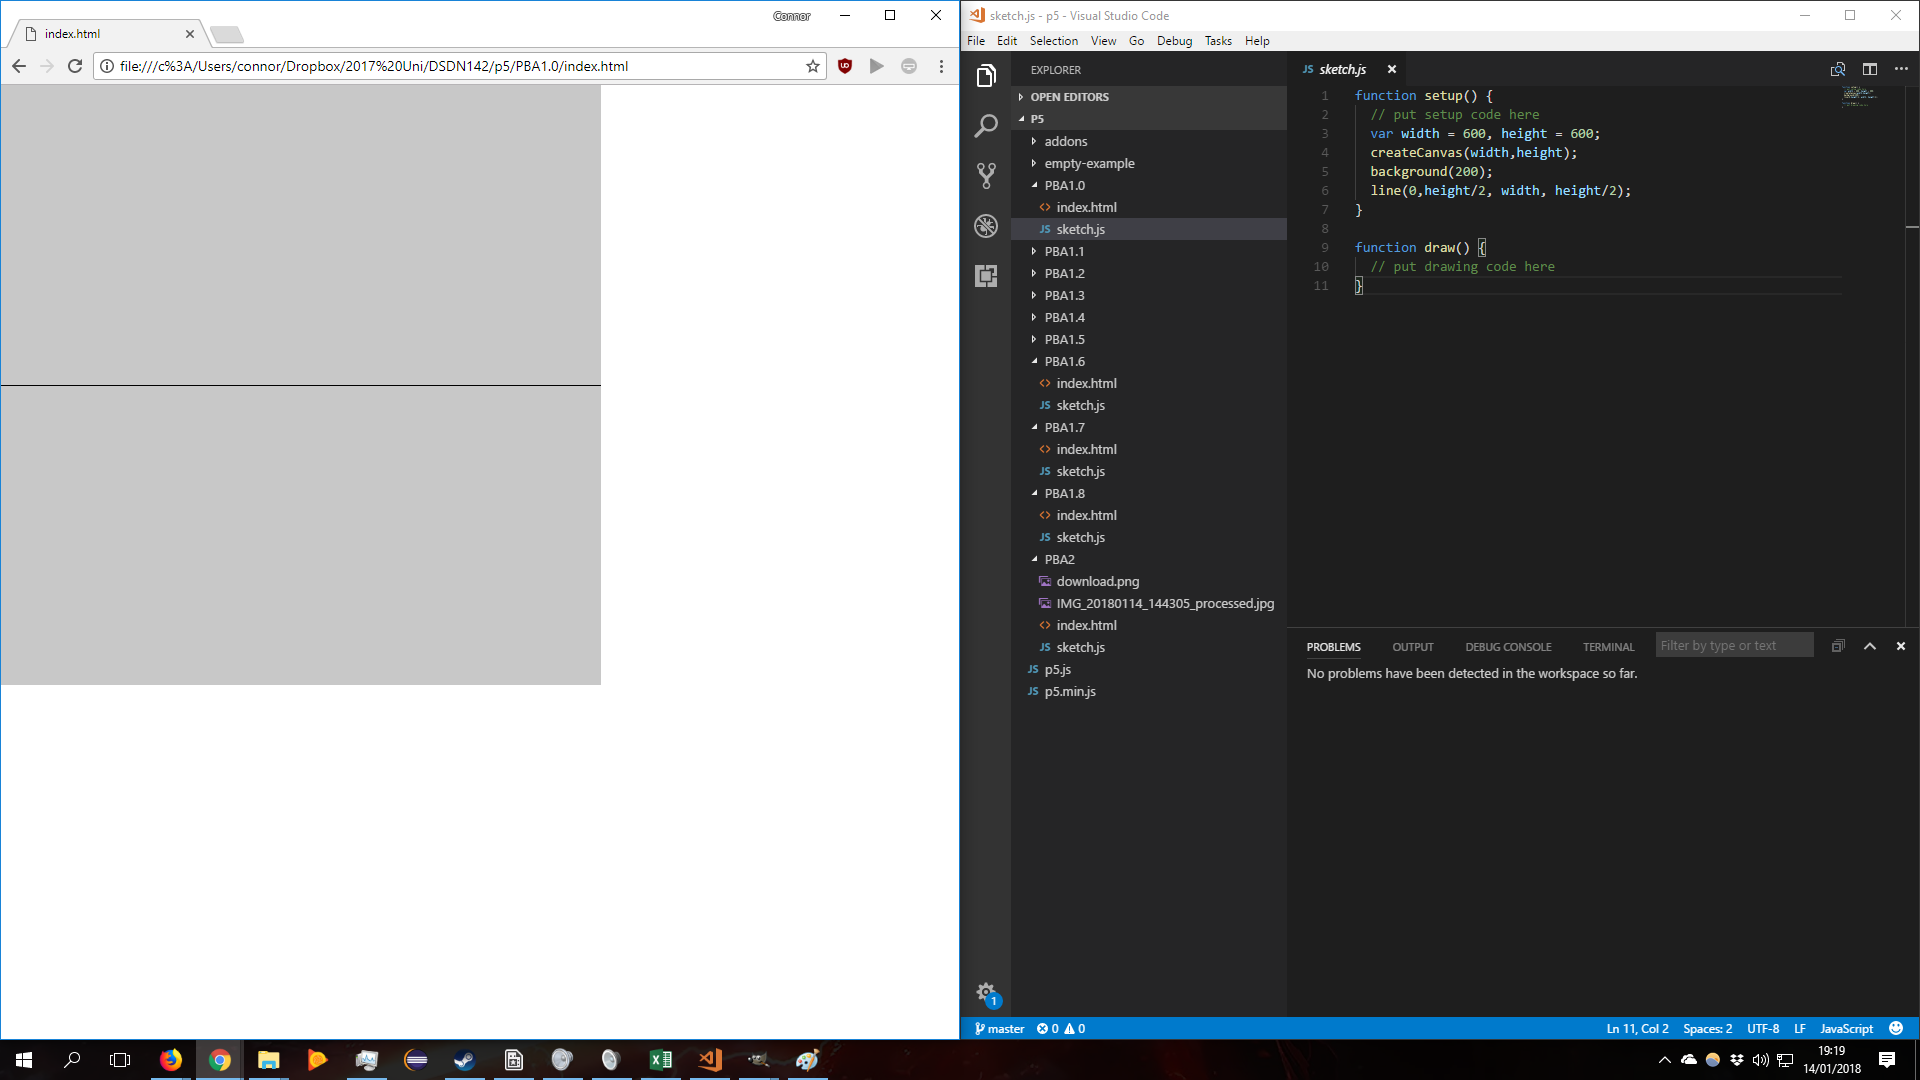 Connor
index.html
file:///c%3A/Users/connor/Dropbox/2017%20Uni/DSDN142/p5/PBA1.0/index.html
sketch.js - p5 - Visual Studio Code
File Edit Selection View Go Debug Tasks Help
EXPLORER
OPEN EDITORS
P5
addons
empty-example
PBA1.0
index.html
JS sketch.js
PBA1.1
PBA1.2
PBA1.3
PBA1.4
PBA1.5
PBA1.6
index.html
JS sketch.js
PBA1.7
index.html
JS sketch.js
PBA1.8
index.html
JS sketch.js
PBA2
download.png
IMG_20180114_144305_processed.jpg
index.html
JS sketch.js
JS p5.js
JS p5.min.js
JS sketch.js
1 function setup() {
2 // put setup code here
3 var width = 600, height = 600;
4 createCanvas(width,height);
5 background(200);
6 line(0,height/2, width, height/2);
7 }
8
9 function draw() {
10 // put drawing code here
11 }
PROBLEMS OUTPUT DEBUG CONSOLE TERMINAL Filter by type or text
No problems have been detected in the workspace so far.
1
master 0 0 Ln 11, Col 2 Spaces: 2 UTF-8 LF JavaScript
19:19
14/01/2018